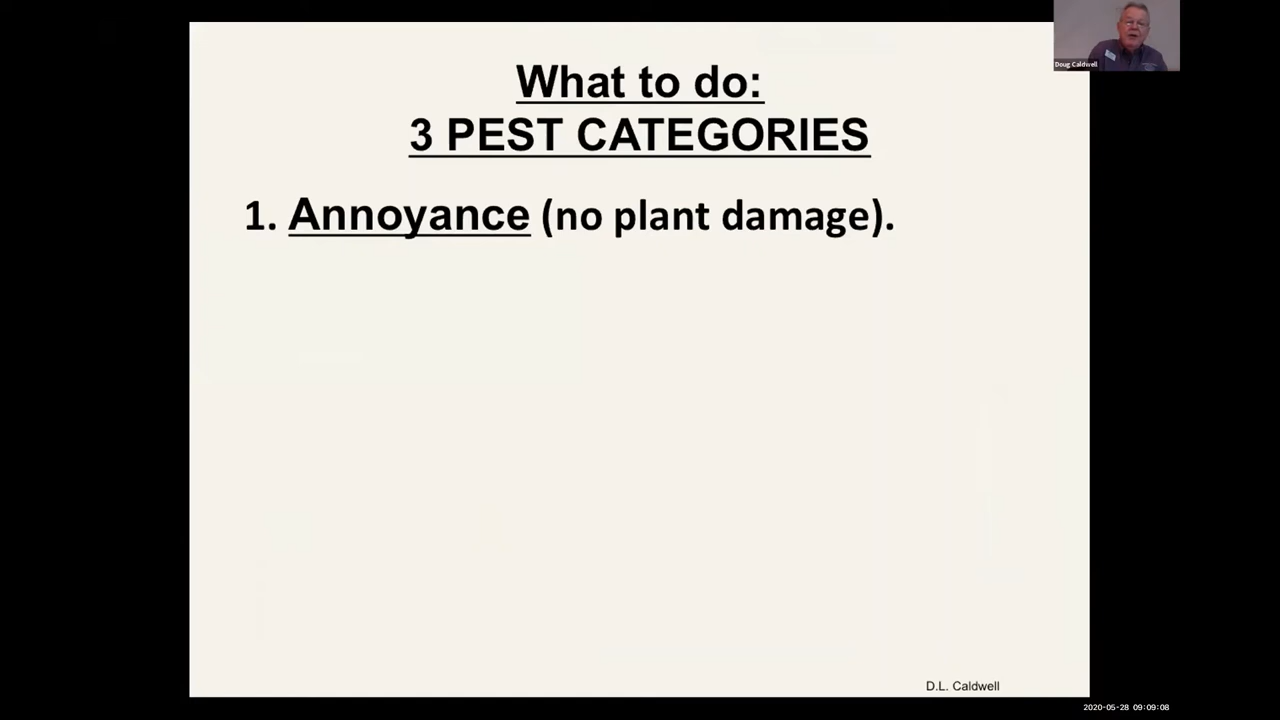 What to do:
3 PEST CATEGORIES
1. Annoyance (no plant damage).
D.L. Caldwell
Doug Caldwell
2020-05-28 09:09:08